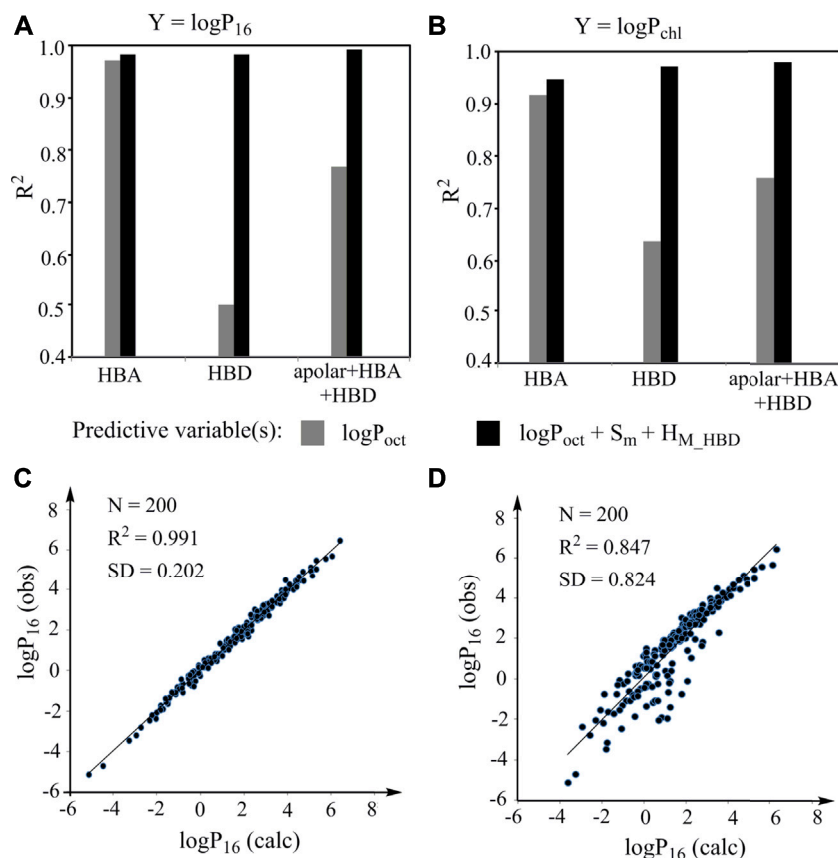 A
Y = logP16
B
Y = logPchl
R2
1.0
0.9
0.8
0.7
0.6
0.5
0.4
HBA
HBD
apolar+HBA
+HBD
R2
1.0
0.9
0.8
0.7
0.6
0.5
0.4
HBA
HBD
apolar+HBA
+HBD
Predictive variable(s): logPoct logPoct + Sm + HM_HBD
C
N = 200
R2 = 0.991
SD = 0.202
logP16 (obs)
8
6
4
2
0
-2
-4
-6
-6 -4 -2 0 2 4 6 8
logP16 (calc)
D
N = 200
R2 = 0.847
SD = 0.824
logP16 (obs)
8
6
4
2
0
-2
-4
-6
-6 -4 -2 0 2 4 6 8
logP16 (calc)